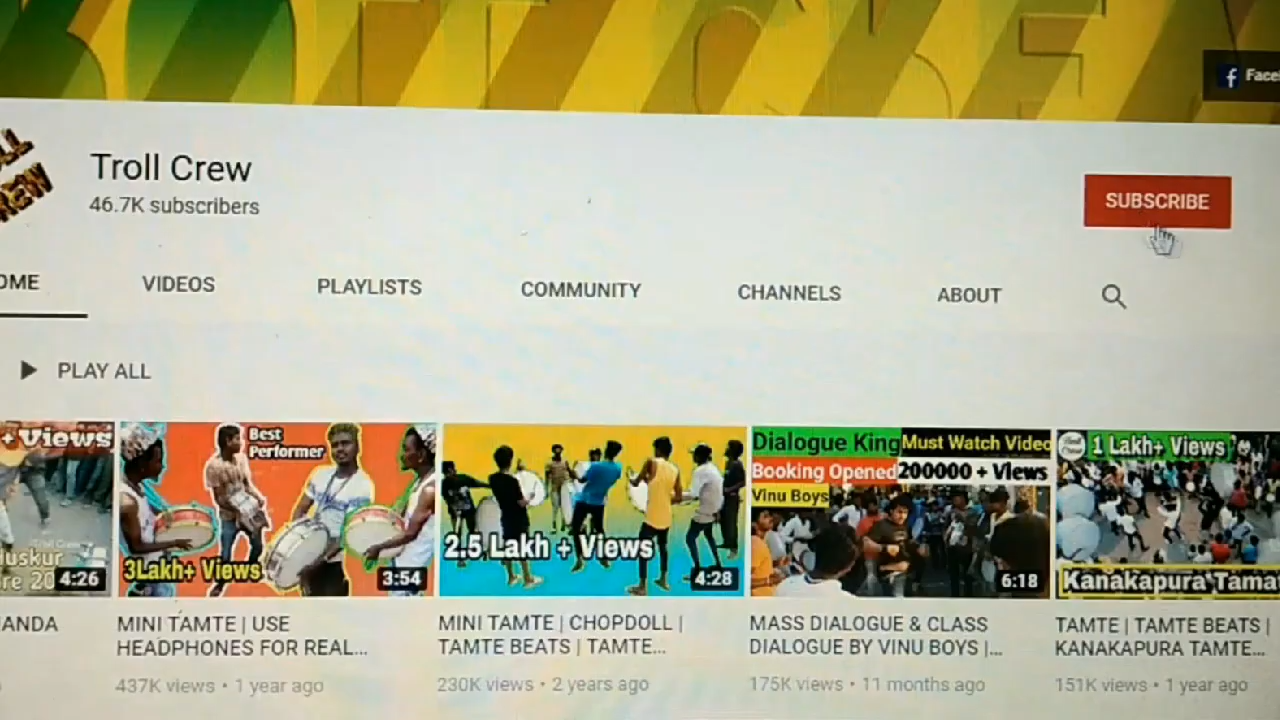 Troll Crew
46.7K subscribers
SUBSCRIBE
VIDEOS
PLAYLISTS
COMMUNITY
CHANNELS
ABOUT
PLAY ALL
+ Views
4:26
Best
Performer
3Lakh+ Views
3:54
2.5 Lakh + Views
4:28
Dialogue King
Must Watch Video
Booking Opened
200000 + Views
Vinu Boys
6:18
1 Lakh+ Views
Kanakapura
MINI TAMTE | USE
HEADPHONES FOR REAL...
437K views • 1 year ago
MINI TAMTE | CHOPDOLL |
TAMTE BEATS | TAMTE...
230K views • 2 years ago
MASS DIALOGUE & CLASS
DIALOGUE BY VINU BOYS |...
175K views • 11 months ago
TAMTE | TAMTE BEATS |
KANAKAPURA TAMTE...
151K views • 1 year ago